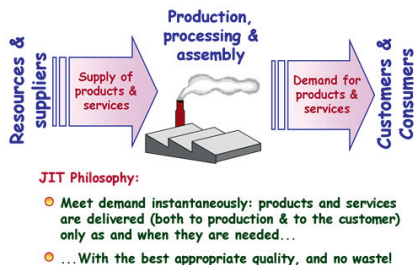 Resources &
suppliers
Supply of
products &
services
Production,
processing &
assembly
Demand for
products &
services
Customers &
Consumers
JIT Philosophy:
Meet demand instantaneously: products and services
are delivered (both to production & to the customer)
only as and when they are needed...
...With the best appropriate quality, and no waste!